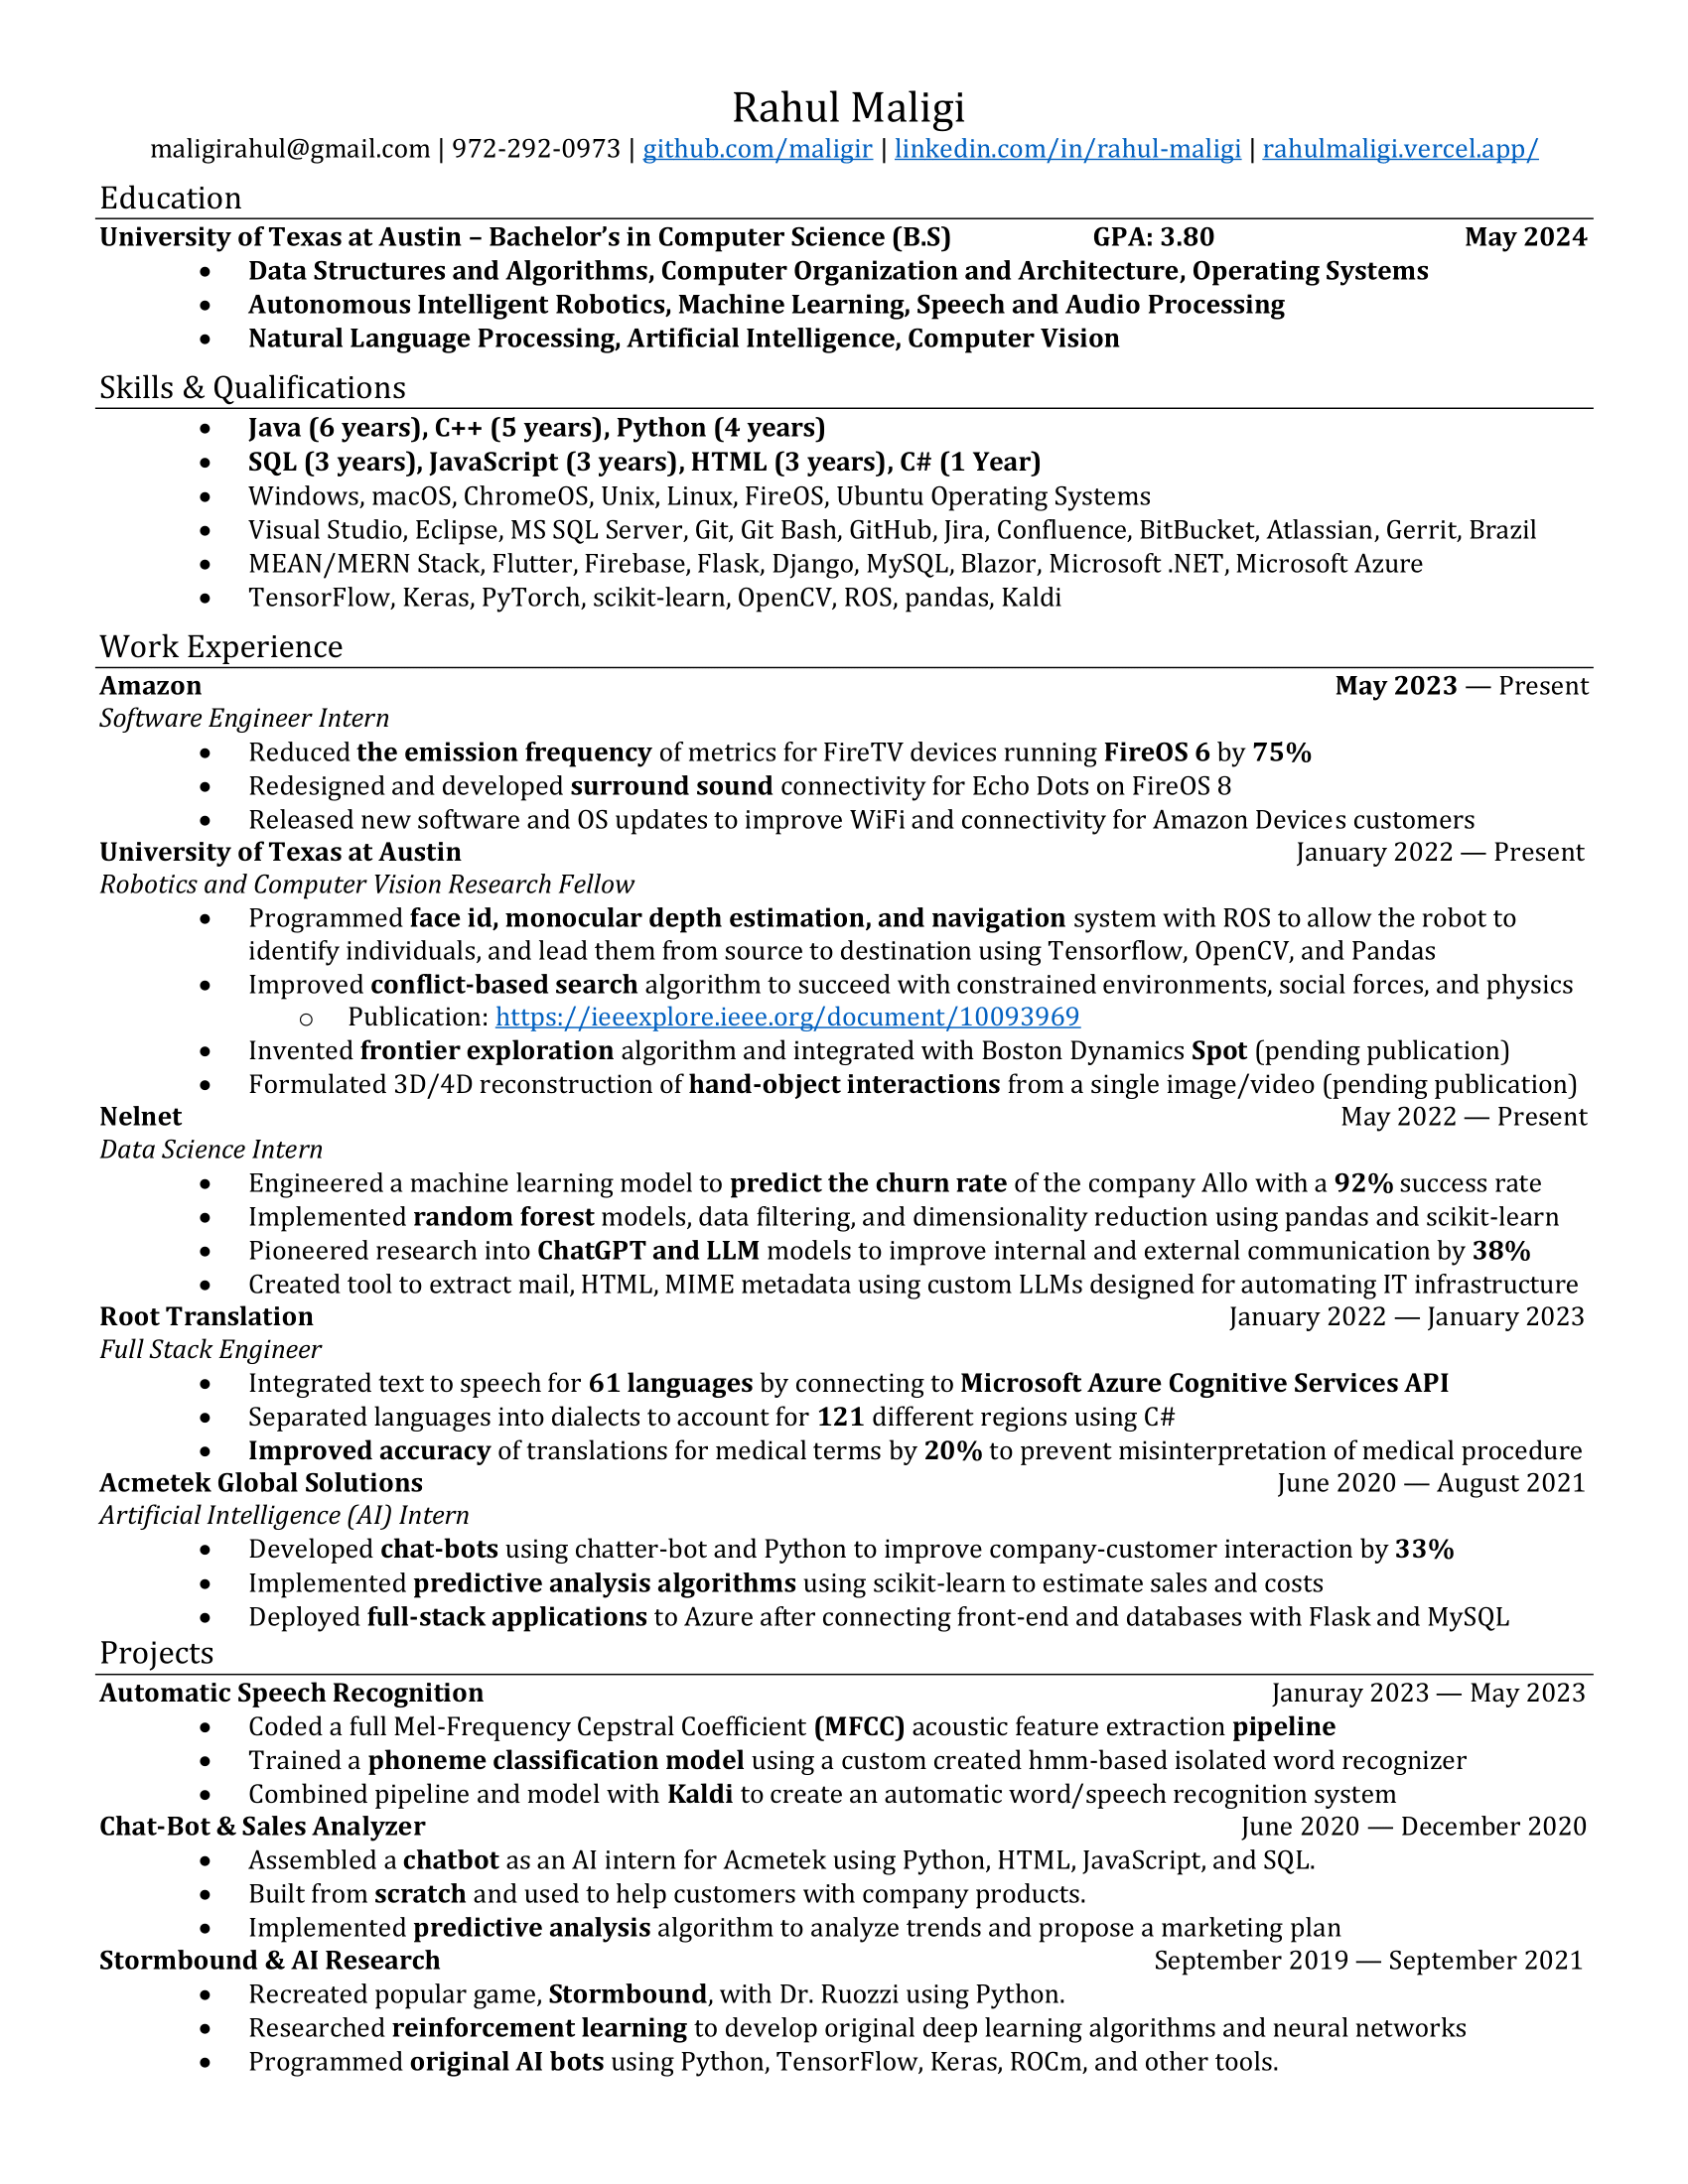 Rahul Maligi
maligirahul@gmail.com | 972-292-0973 | github.com/maligir | linkedin.com/in/rahul-maligi | rahulmaligi.vercel.app/
Education
University of Texas at Austin – Bachelor’s in Computer Science (B.S) GPA: 3.80 May 2024
• Data Structures and Algorithms, Computer Organization and Architecture, Operating Systems
• Autonomous Intelligent Robotics, Machine Learning, Speech and Audio Processing
• Natural Language Processing, Artificial Intelligence, Computer Vision
Skills & Qualifications
• Java (6 years), C++ (5 years), Python (4 years)
• SQL (3 years), JavaScript (3 years), HTML (3 years), C# (1 Year)
• Windows, macOS, ChromeOS, Unix, Linux, FireOS, Ubuntu Operating Systems
• Visual Studio, Eclipse, MS SQL Server, Git, Git Bash, GitHub, Jira, Confluence, BitBucket, Atlassian, Gerrit, Brazil
• MEAN/MERN Stack, Flutter, Firebase, Flask, Django, MySQL, Blazor, Microsoft .NET, Microsoft Azure
• TensorFlow, Keras, PyTorch, scikit-learn, OpenCV, ROS, pandas, Kaldi
Work Experience
Amazon May 2023 — Present
Software Engineer Intern
• Reduced the emission frequency of metrics for FireTV devices running FireOS 6 by 75%
• Redesigned and developed surround sound connectivity for Echo Dots on FireOS 8
• Released new software and OS updates to improve WiFi and connectivity for Amazon Devices customers
University of Texas at Austin January 2022 — Present
Robotics and Computer Vision Research Fellow
• Programmed face id, monocular depth estimation, and navigation system with ROS to allow the robot to
identify individuals, and lead them from source to destination using Tensorflow, OpenCV, and Pandas
• Improved conflict-based search algorithm to succeed with constrained environments, social forces, and physics
o Publication: https://ieeexplore.ieee.org/document/10093969
• Invented frontier exploration algorithm and integrated with Boston Dynamics Spot (pending publication)
• Formulated 3D/4D reconstruction of hand-object interactions from a single image/video (pending publication)
Nelnet May 2022 — Present
Data Science Intern
• Engineered a machine learning model to predict the churn rate of the company Allo with a 92% success rate
• Implemented random forest models, data filtering, and dimensionality reduction using pandas and scikit-learn
• Pioneered research into ChatGPT and LLM models to improve internal and external communication by 38%
• Created tool to extract mail, HTML, MIME metadata using custom LLMs designed for automating IT infrastructure
Root Translation January 2022 — January 2023
Full Stack Engineer
• Integrated text to speech for 61 languages by connecting to Microsoft Azure Cognitive Services API
• Separated languages into dialects to account for 121 different regions using C#
• Improved accuracy of translations for medical terms by 20% to prevent misinterpretation of medical procedure
Acmetek Global Solutions June 2020 — August 2021
Artificial Intelligence (AI) Intern
• Developed chat-bots using chatter-bot and Python to improve company-customer interaction by 33%
• Implemented predictive analysis algorithms using scikit-learn to estimate sales and costs
• Deployed full-stack applications to Azure after connecting front-end and databases with Flask and MySQL
Projects
Automatic Speech Recognition Januray 2023 — May 2023
• Coded a full Mel-Frequency Cepstral Coefficient (MFCC) acoustic feature extraction pipeline
• Trained a phoneme classification model using a custom created hmm-based isolated word recognizer
• Combined pipeline and model with Kaldi to create an automatic word/speech recognition system
Chat-Bot & Sales Analyzer June 2020 — December 2020
• Assembled a chatbot as an AI intern for Acmetek using Python, HTML, JavaScript, and SQL.
• Built from scratch and used to help customers with company products.
• Implemented predictive analysis algorithm to analyze trends and propose a marketing plan
Stormbound & AI Research September 2019 — September 2021
• Recreated popular game, Stormbound, with Dr. Ruozzi using Python.
• Researched reinforcement learning to develop original deep learning algorithms and neural networks
• Programmed original AI bots using Python, TensorFlow, Keras, ROCm, and other tools.